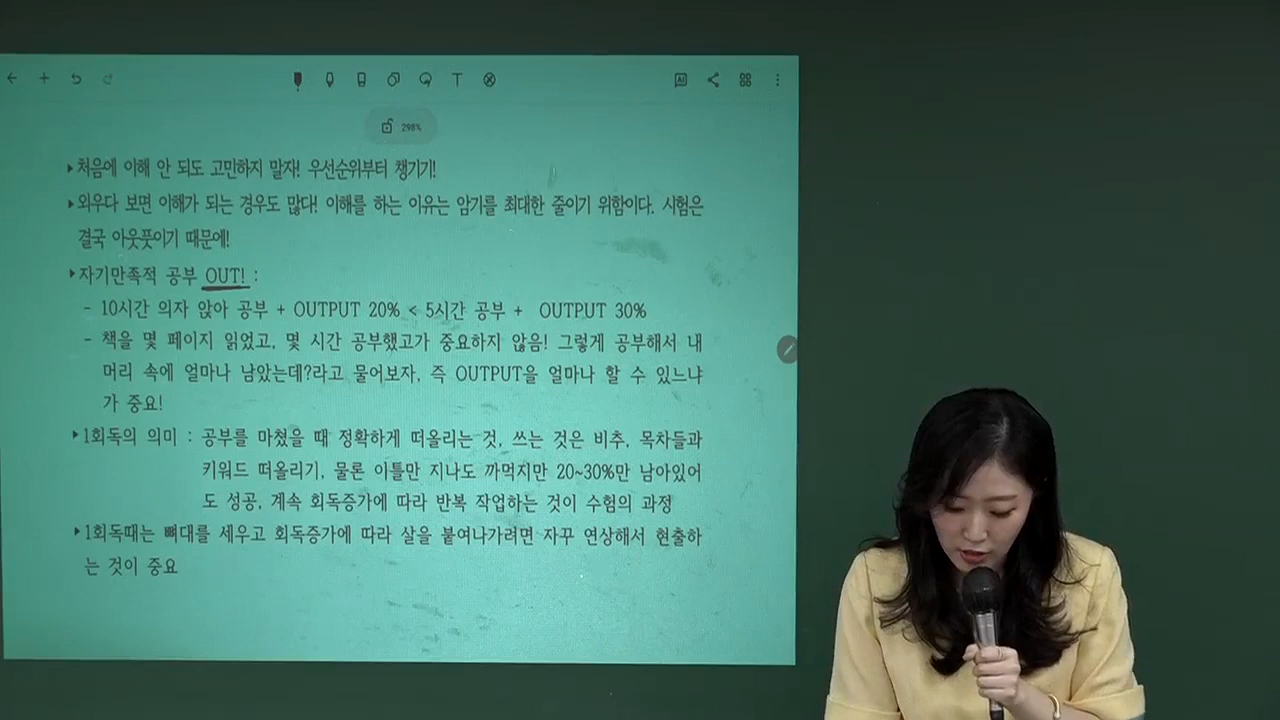 298%
▶처음에 이해 안 되도 고민하지 말자! 우선순위부터 챙기기!
▶외우다 보면 이해가 되는 경우도 많다! 이해를 하는 이유는 암기를 최대한 줄이기 위함이다. 시험은
결국 아웃풋이기 때문에!
▶자기만족적 공부 OUT! :
- 10시간 의자 앉아 공부 + OUTPUT 20% < 5시간 공부 + OUTPUT 30%
- 책을 몇 페이지 읽었고, 몇 시간 공부했고가 중요하지 않음! 그렇게 공부해서 내
머리 속에 얼마나 남았는데?라고 물어보자, 즉 OUTPUT을 얼마나 할 수 있느냐
가 중요!
▶1회독의 의미 : 공부를 마쳤을 때 정확하게 떠올리는 것, 쓰는 것은 비추, 목차들과
키워드 떠올리기, 물론 이틀만 지나도 까먹지만 20~30%만 남아있어
도 성공, 계속 회독증가에 따라 반복 작업하는 것이 수험의 과정
▶1회독때는 뼈대를 세우고 회독증가에 따라 살을 붙여나가려면 자꾸 연상해서 현출하
는 것이 중요